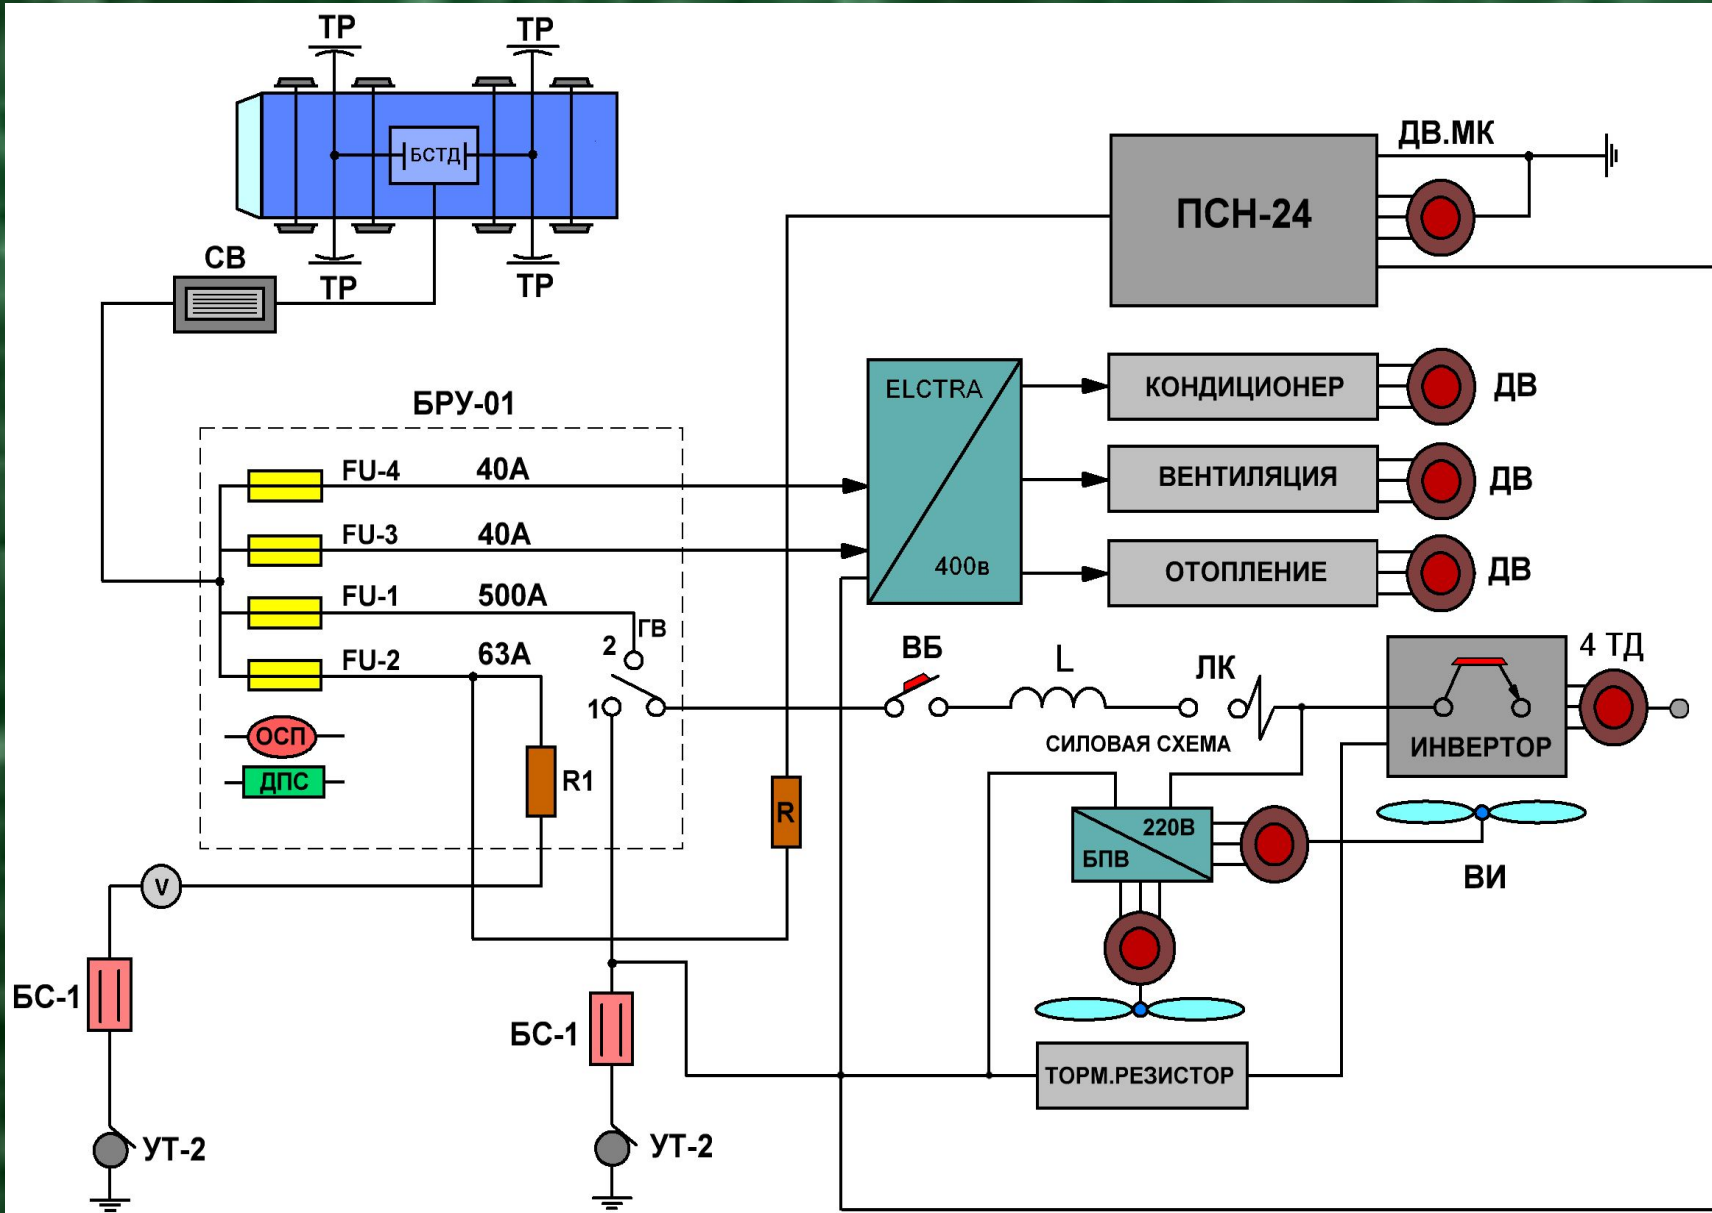 ТР
ТР
БСТД
ДВ.МК
ПСН-24
СВ
ТР
ТР
ELCTRA
КОНДИЦИОНЕР
ДВ
БРУ-01
FU-4
40А
ВЕНТИЛЯЦИЯ
ДВ
FU-3
40А
400в
ОТОПЛЕНИЕ
ДВ
FU-1
500А
ГВ
2
ВБ
L
ЛК
4 ТД
FU-2
63А
1
ОСП
СИЛОВАЯ СХЕМА
ИНВЕРТОР
ДПС
R1
R
220В
БПВ
ВИ
V
БС-1
БС-1
ТОРМ.РЕЗИСТОР
УТ-2
УТ-2